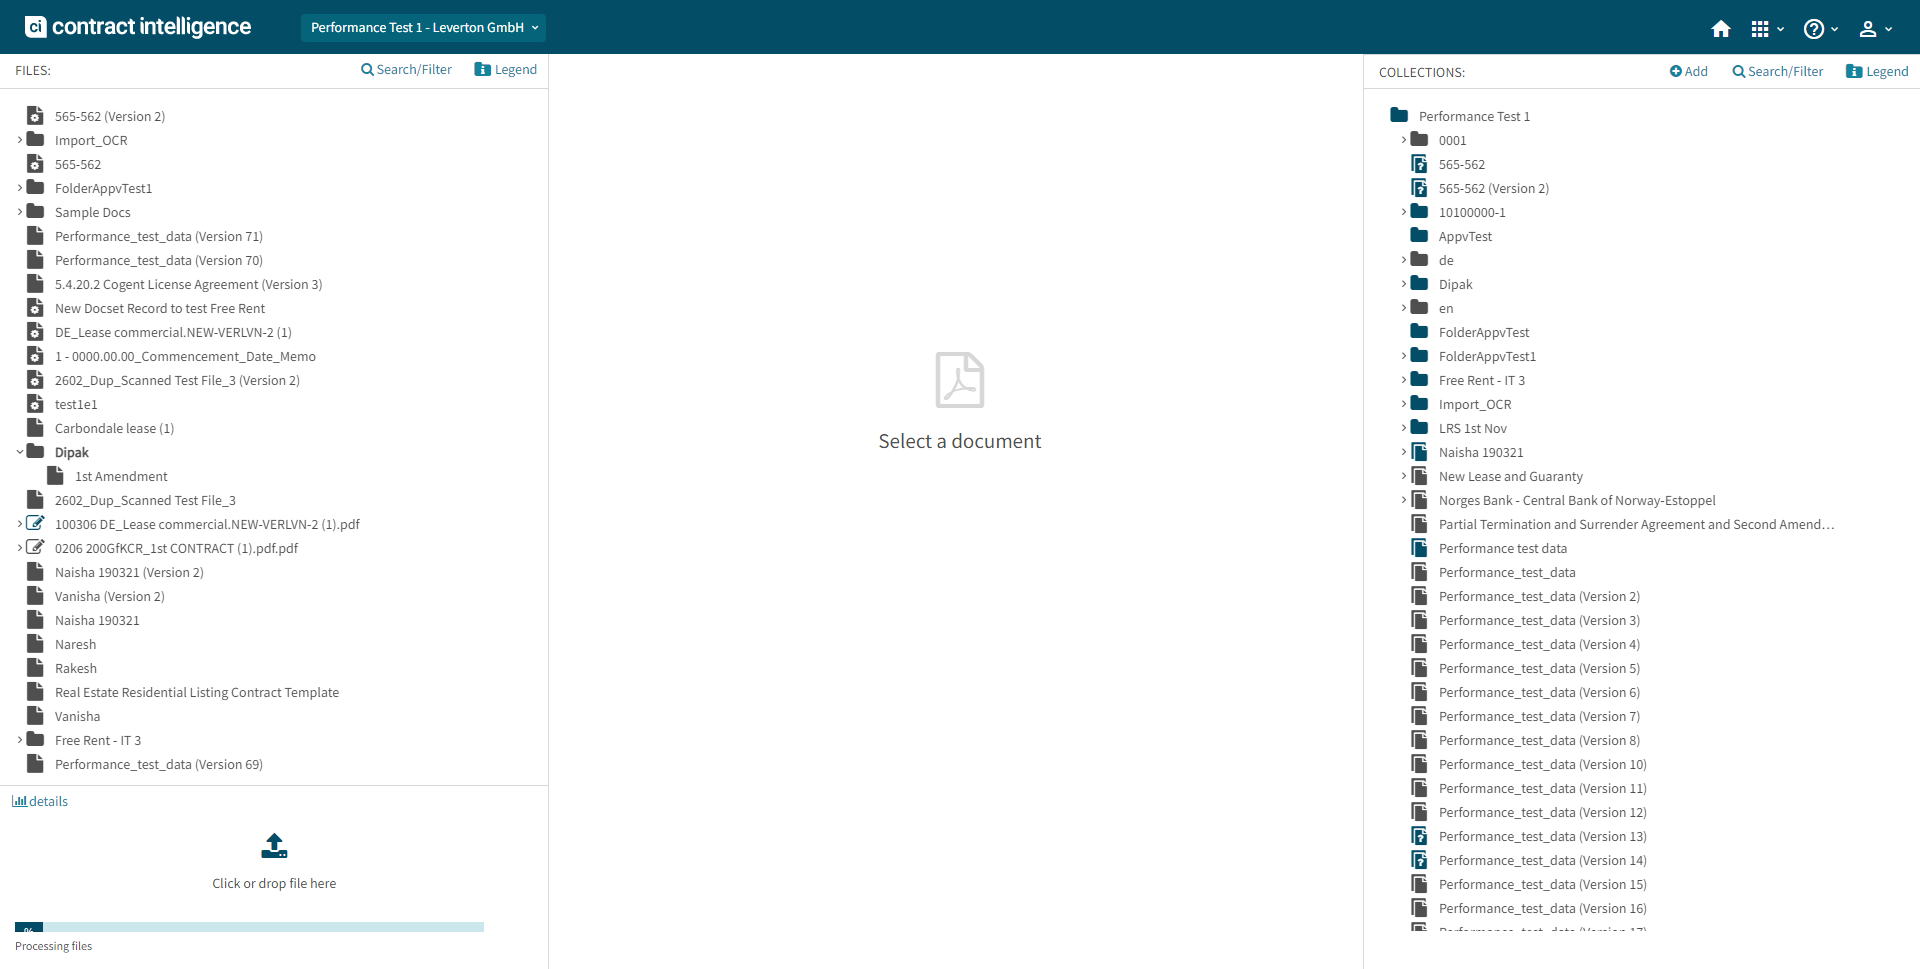 ci contract intelligence
Performance Test 1 - Leverton GmbH
FILES:
Search/Filter
Legend
565-562 (Version 2)
Import_OCR
565-562
FolderAppvTest1
Sample Docs
Performance_test_data (Version 71)
Performance_test_data (Version 70)
5.4.20.2 Cogent License Agreement (Version 3)
New Docset Record to test Free Rent
DE_Lease commercial.NEW-VERLVN-2 (1)
1 - 0000.00.00_Commencement_Date_Memo
2602_Dup_Scanned Test File_3 (Version 2)
test1e1
Carbondale lease (1)
Dipak
1st Amendment
2602_Dup_Scanned Test File_3
100306 DE_Lease commercial.NEW-VERLVN-2 (1).pdf
0206 200GfKCR_1st CONTRACT (1).pdf.pdf
Naisha 190321 (Version 2)
Vanisha (Version 2)
Naisha 190321
Naresh
Rakesh
Real Estate Residential Listing Contract Template
Vanisha
Free Rent - IT 3
Performance_test_data (Version 69)
details
Click or drop file here
%
Processing files
Select a document
COLLECTIONS:
Add
Search/Filter
Legend
Performance Test 1
0001
565-562
565-562 (Version 2)
10100000-1
AppvTest
de
Dipak
en
FolderAppvTest
FolderAppvTest1
Free Rent - IT 3
Import_OCR
LRS 1st Nov
Naisha 190321
New Lease and Guaranty
Norges Bank - Central Bank of Norway-Estoppel
Partial Termination and Surrender Agreement and Second Amend...
Performance test data
Performance_test_data
Performance_test_data (Version 2)
Performance_test_data (Version 3)
Performance_test_data (Version 4)
Performance_test_data (Version 5)
Performance_test_data (Version 6)
Performance_test_data (Version 7)
Performance_test_data (Version 8)
Performance_test_data (Version 10)
Performance_test_data (Version 11)
Performance_test_data (Version 12)
Performance_test_data (Version 13)
Performance_test_data (Version 14)
Performance_test_data (Version 15)
Performance_test_data (Version 16)
Performance_test_data (Version 17)